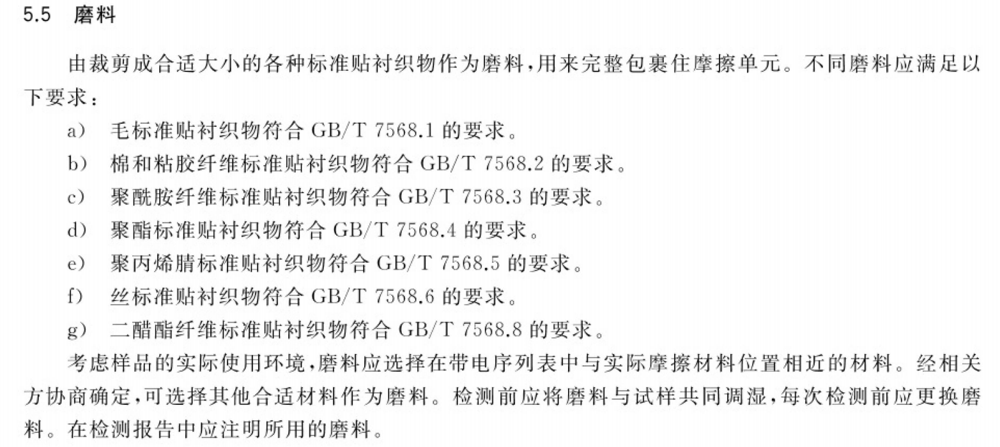 5.5 磨料
由裁剪成合适大小的各种标准贴衬织物作为磨料,用来完整包裹住摩擦单元。不同磨料应满足以
下要求:
a) 毛标准贴衬织物符合 GB/T 7568.1 的要求。
b) 棉和粘胶纤维标准贴衬织物符合 GB/T 7568.2 的要求。
c) 聚酰胺纤维标准贴衬织物符合 GB/T 7568.3 的要求。
d) 聚酯标准贴衬织物符合 GB/T 7568.4 的要求。
e) 聚丙烯腈标准贴衬织物符合 GB/T 7568.5 的要求。
f) 丝标准贴衬织物符合 GB/T 7568.6 的要求。
g) 二醋酯纤维标准贴衬织物符合 GB/T 7568.8 的要求。
考虑样品的实际使用环境,磨料应选择在带电序列表中与实际摩擦材料位置相近的材料。经相关
方协商确定,可选择其他合适材料作为磨料。检测前应将磨料与试样共同调湿,每次检测前应更换磨
料。在检测报告中应注明所用的磨料。